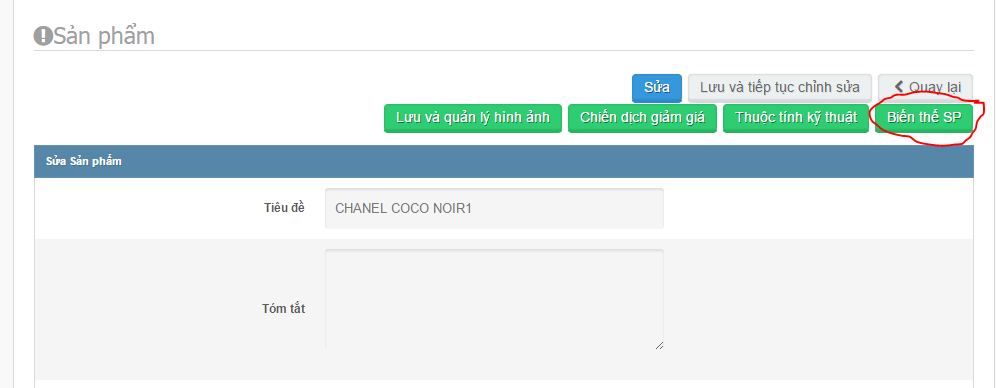 Sản phẩm
Sửa Lưu và tiếp tục chỉnh sửa Quay lại
Lưu và quản lý hình ảnh Chiến dịch giảm giá Thuộc tính kỹ thuật Biến thể SP
Sửa Sản phẩm
Tiêu đề CHANEL COCO NOIR1
Tóm tắt